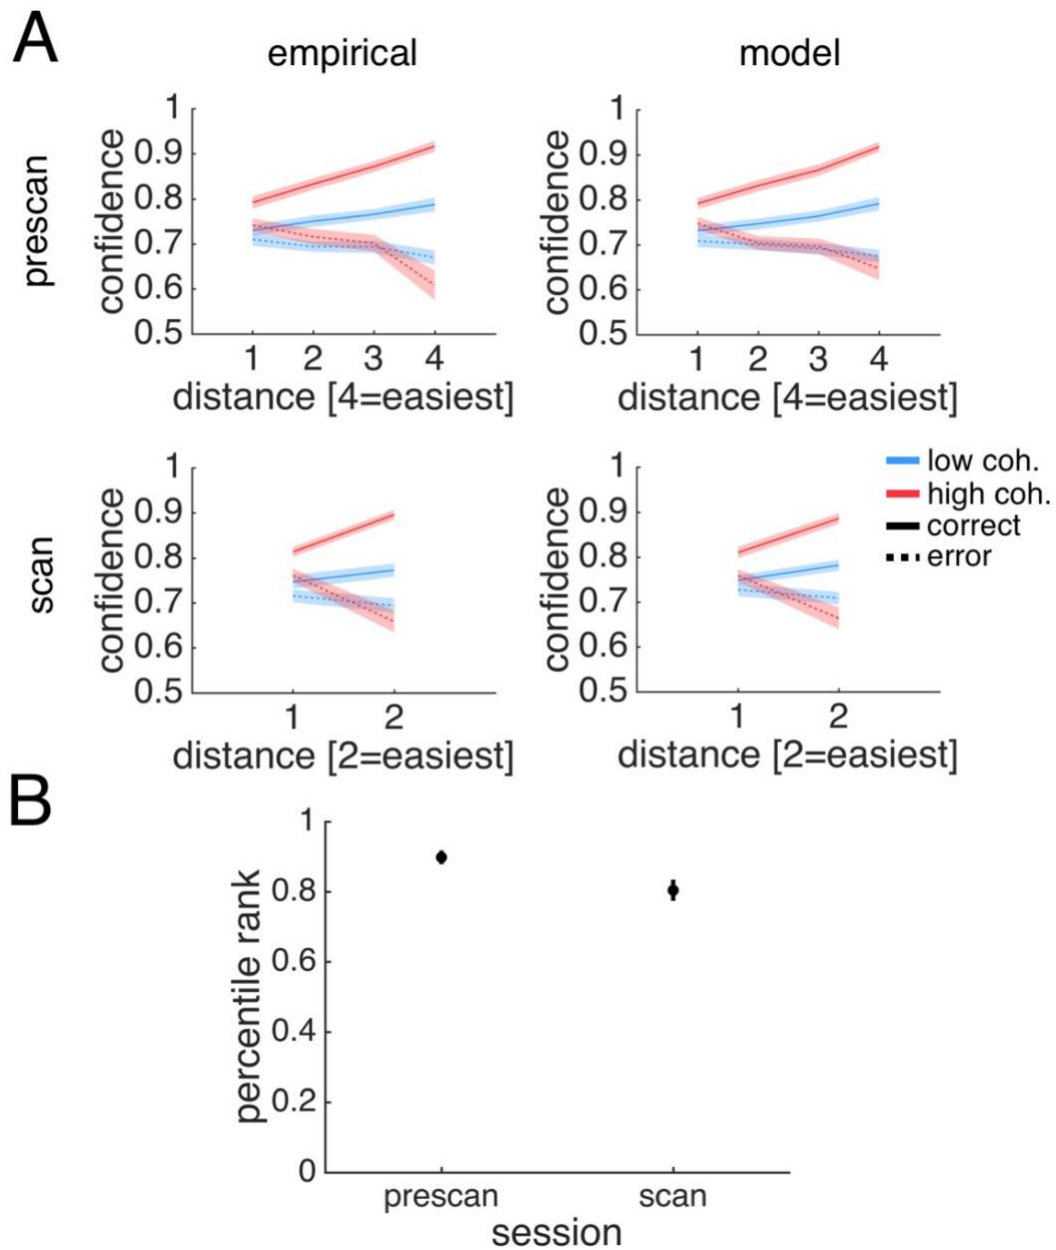 A
empirical
model
prescan
confidence
1
0.9
0.8
0.7
0.6
0.5
1 2 3 4
distance [4=easiest]
confidence
1
0.9
0.8
0.7
0.6
0.5
1 2 3 4
distance [4=easiest]
scan
confidence
1
0.9
0.8
0.7
0.6
0.5
1 2
distance [2=easiest]
confidence
1
0.9
0.8
0.7
0.6
0.5
1 2
distance [2=easiest]
low coh.
high coh.
correct
error
B
percentile rank
1
0.8
0.6
0.4
0.2
0
prescan scan
session